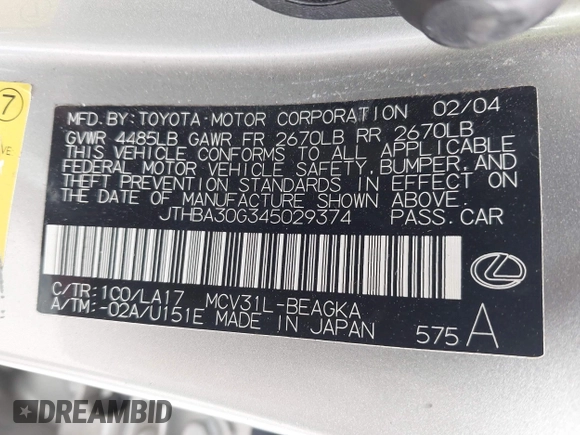 7
VE
MFD.BY:TOYOTA MOTOR CORPORATION 02/04
GVWR 4485LB GAWR FR 2670LB RR 2670LB
THIS VEHICLE CONFORMS TO ALL APPLICABLE
FEDERAL MOTOR VEHICLE SAFETY,BUMPER,AND
THEFT PREVENTION STANDARDS IN EFFECT ON
THE DATE OF MANUFACTURE SHOWN ABOVE.
JTHBA30G345029374 PASS.CAR
C/TR:1C0/LA17 MCV31L-BEAGKA
A/TM:-02A/U151E MADE IN JAPAN 575 A
DREAMBID